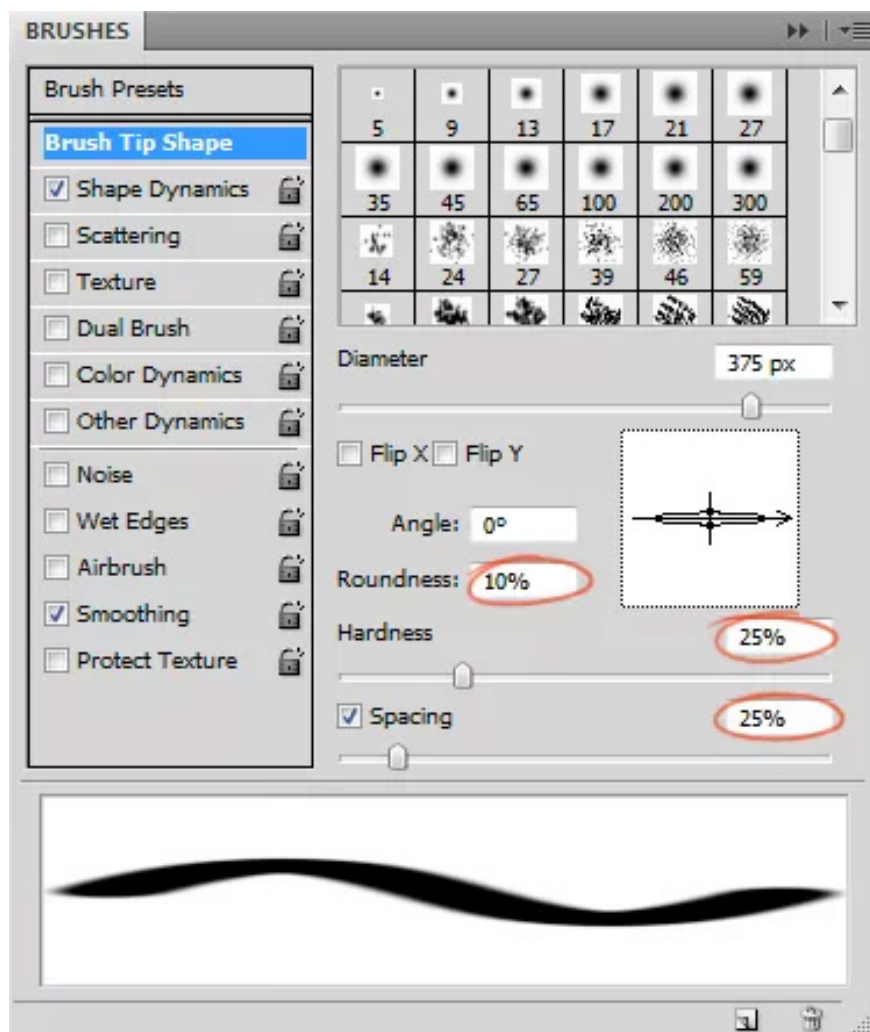 BRUSHES
Brush Presets
Brush Tip Shape
Shape Dynamics
Scattering
Texture
Dual Brush
Color Dynamics
Other Dynamics
Noise
Wet Edges
Airbrush
Smoothing
Protect Texture
5 9 13 17 21 27
35 45 65 100 200 300
14 24 27 39 46 59
Diameter 375 px
Flip X Flip Y
Angle: 0º
Roundness: 10%
Hardness 25%
Spacing 25%